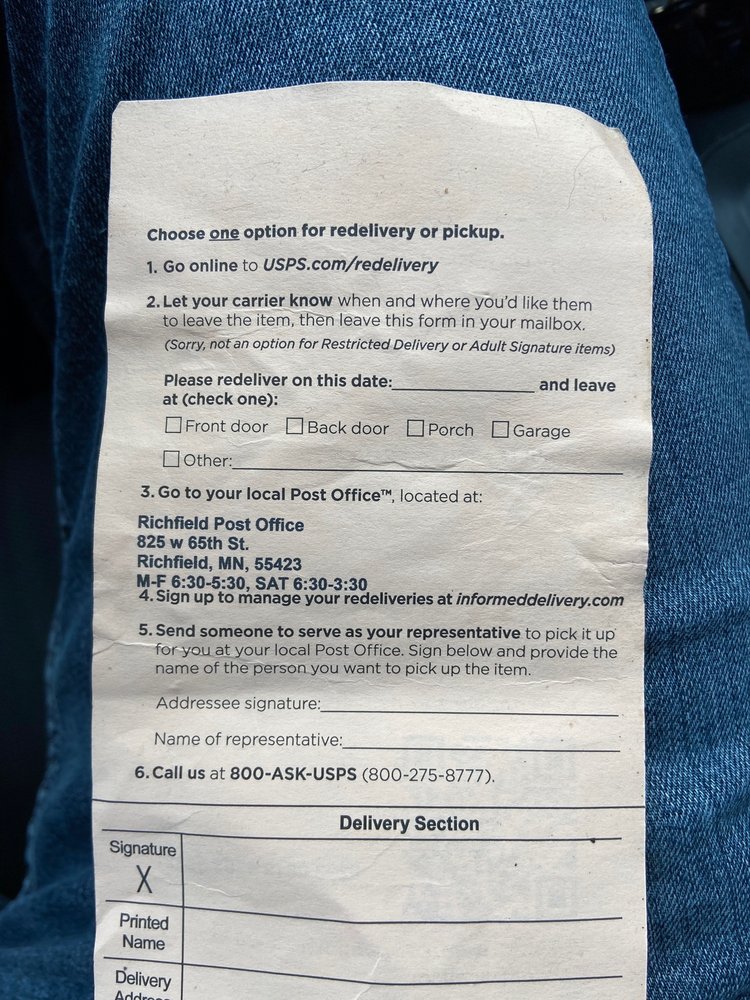 Choose one option for redelivery or pickup.
1. Go online to USPS.com/redelivery
2. Let your carrier know when and where you'd like them
to leave the item, then leave this form in your mailbox.
(Sorry, not an option for Restricted Delivery or Adult Signature items)
Please redeliver on this date: and leave
at (check one):
Front door Back door Porch Garage
Other:
3. Go to your local Post Office™, located at:
Richfield Post Office
825 w 65th St.
Richfield, MN, 55423
M-F 6:30-5:30, SAT 6:30-3:30
4. Sign up to manage your redeliveries at informeddelivery.com
5. Send someone to serve as your representative to pick it up
for you at your local Post Office. Sign below and provide the
name of the person you want to pick up the item.
Addressee signature:
Name of representative:
6. Call us at 800-ASK-USPS (800-275-8777).
Delivery Section
Signature
X
Printed
Name
Delivery
Address